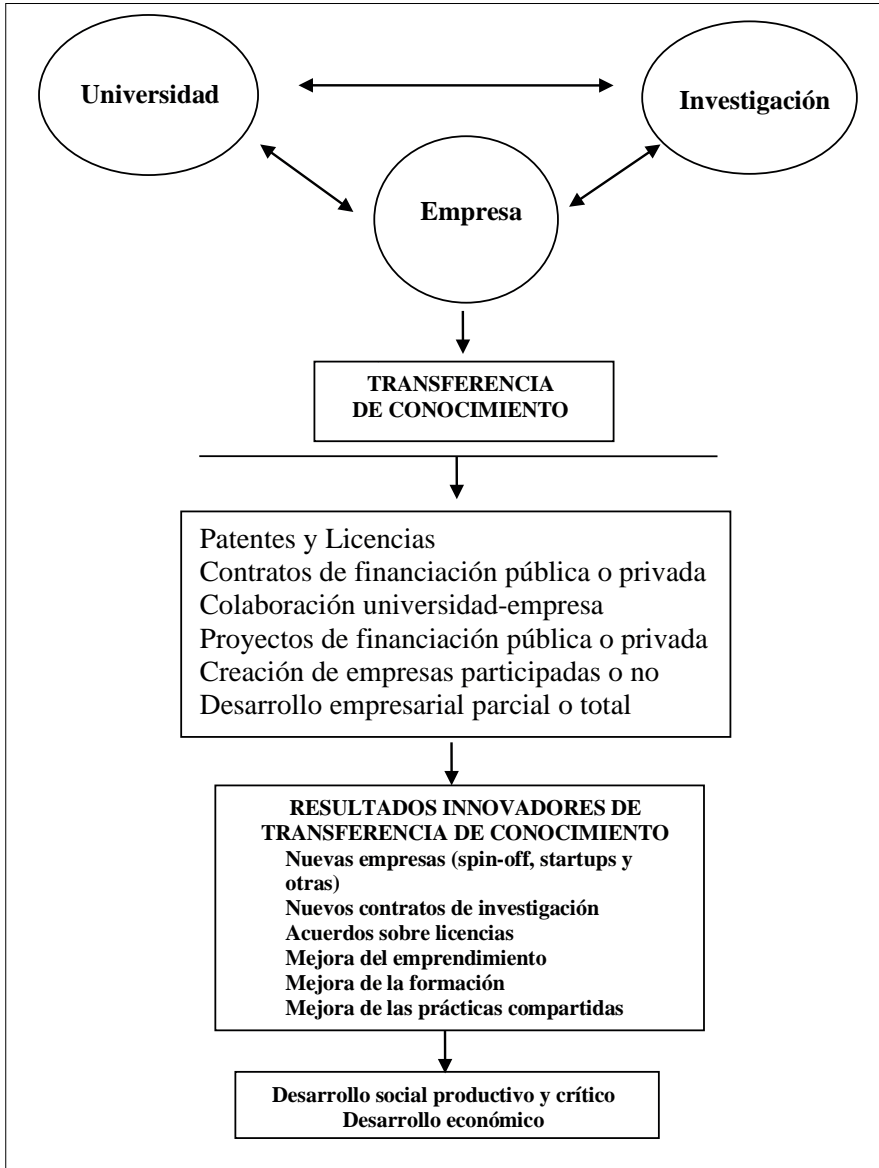 Universidad
Investigación
Empresa
TRANSFERENCIA
DE CONOCIMIENTO
Patentes y Licencias
Contratos de financiación pública o privada
Colaboración universidad-empresa
Proyectos de financiación pública o privada
Creación de empresas participadas o no
Desarrollo empresarial parcial o total
RESULTADOS INNOVADORES DE
TRANSFERENCIA DE CONOCIMIENTO
Nuevas empresas (spin-off, startups y
otras)
Nuevos contratos de investigación
Acuerdos sobre licencias
Mejora del emprendimiento
Mejora de la formación
Mejora de las prácticas compartidas
Desarrollo social productivo y crítico
Desarrollo económico